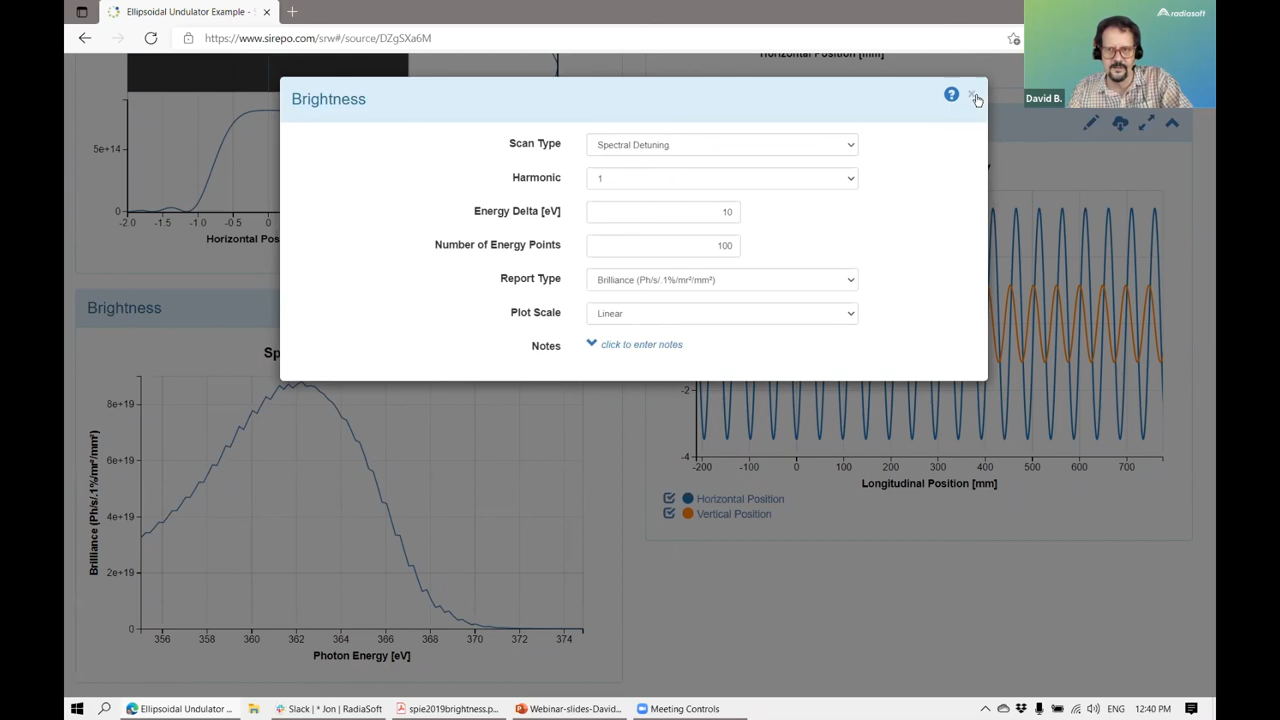 Ellipsoidal Undulator Example - S
https://www.sirepo.com/srw#/source/DZgSXa6M
radiasoft
David B.
Horizontal Position [mm]
Brightness
Scan Type
Spectral Detuning
Harmonic
1
Energy Delta [eV]
10
Number of Energy Points
100
Report Type
Brilliance (Ph/s/.1%/mr²/mm²)
Plot Scale
Linear
Notes
click to enter notes
5e+14
0
-2.0 -1.5 -1.0 -0.5 0
Horizontal Pos
Brightness
Sp
8e+19
6e+19
4e+19
2e+19
0
Brilliance (Ph/s/.1%/mr²/mm²)
356 358 360 362 364 366 368 370 372 374
Photon Energy [eV]
-2
-4
-200 -100 0 100 200 300 400 500 600 700
Longitudinal Position [mm]
Horizontal Position
Vertical Position
Ellipsoidal Undulator ...
Slack | * Jon | RadiaSoft
spie2019brightness.p...
Webinar-slides-David...
Meeting Controls
ENG
12:40 PM